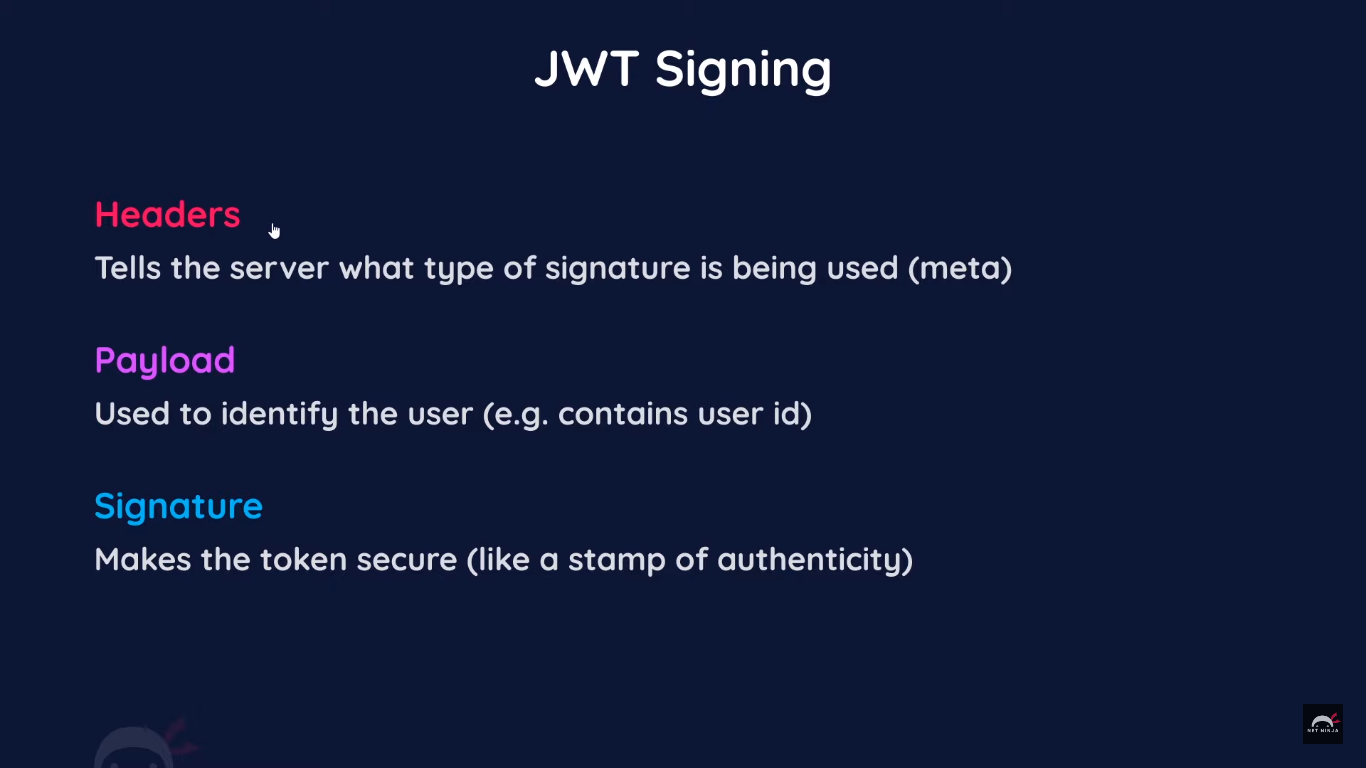 JWT Signing
Headers
Tells the server what type of signature is being used (meta)
Payload
Used to identify the user (e.g. contains user id)
Signature
Makes the token secure (like a stamp of authenticity)
NET NINJA